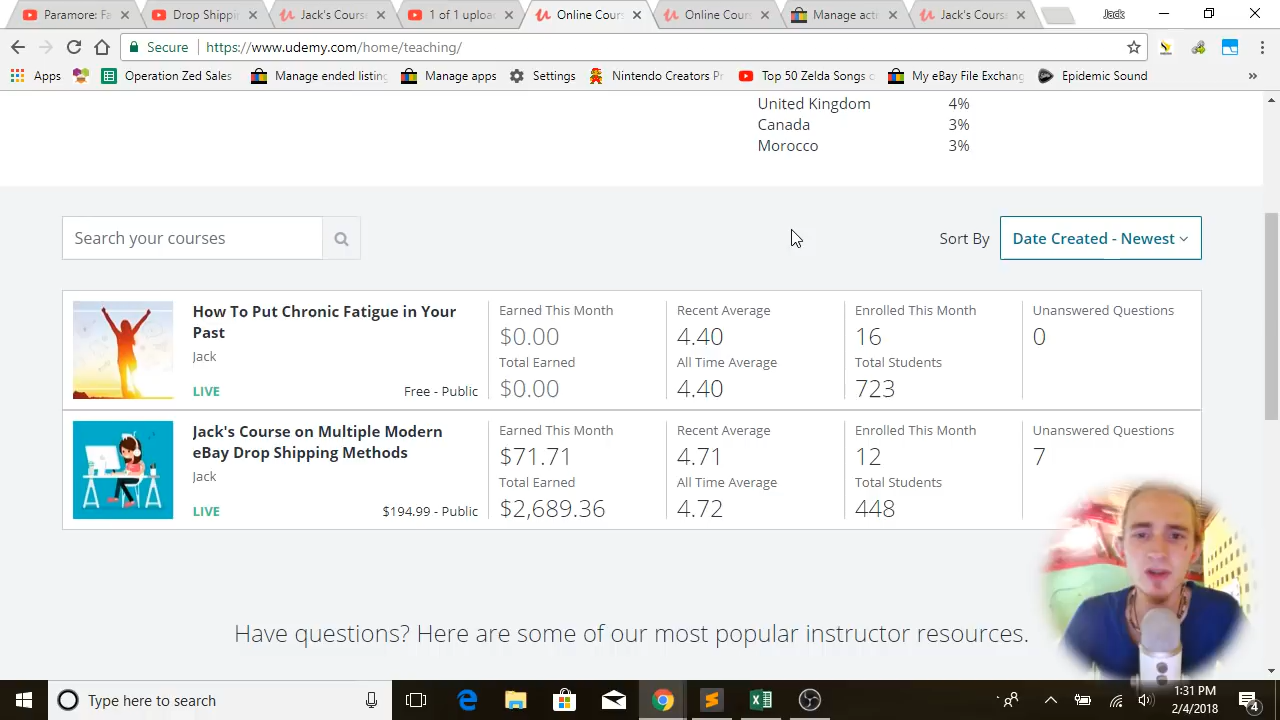 Paramore Fa
Drop Shippi
Jack's Cours
1 of 1 uploa
Online Cour
Online Cour
Manage acti
Jack's Cours
Jack
Secure
https://www.udemy.com/home/teaching/
Apps
Operation Zed Sales
Manage ended listing
Manage apps
Settings
Nintendo Creators Pr
Top 50 Zelda Songs c
My eBay File Exchang
Epidemic Sound
»
United Kingdom 4%
Canada 3%
Morocco 3%
Search your courses
Sort By
Date Created - Newest
How To Put Chronic Fatigue in Your
Past
Jack
LIVE
Free - Public
Earned This Month
$0.00
Total Earned
$0.00
Recent Average
4.40
All Time Average
4.40
Enrolled This Month
16
Total Students
723
Unanswered Questions
0
Jack's Course on Multiple Modern
eBay Drop Shipping Methods
Jack
LIVE
$194.99 - Public
Earned This Month
$71.71
Total Earned
$2,689.36
Recent Average
4.71
All Time Average
4.72
Enrolled This Month
12
Total Students
448
Unanswered Questions
7
Have questions? Here are some of our most popular instructor resources.
Type here to search
1:31 PM
2/4/2018
4